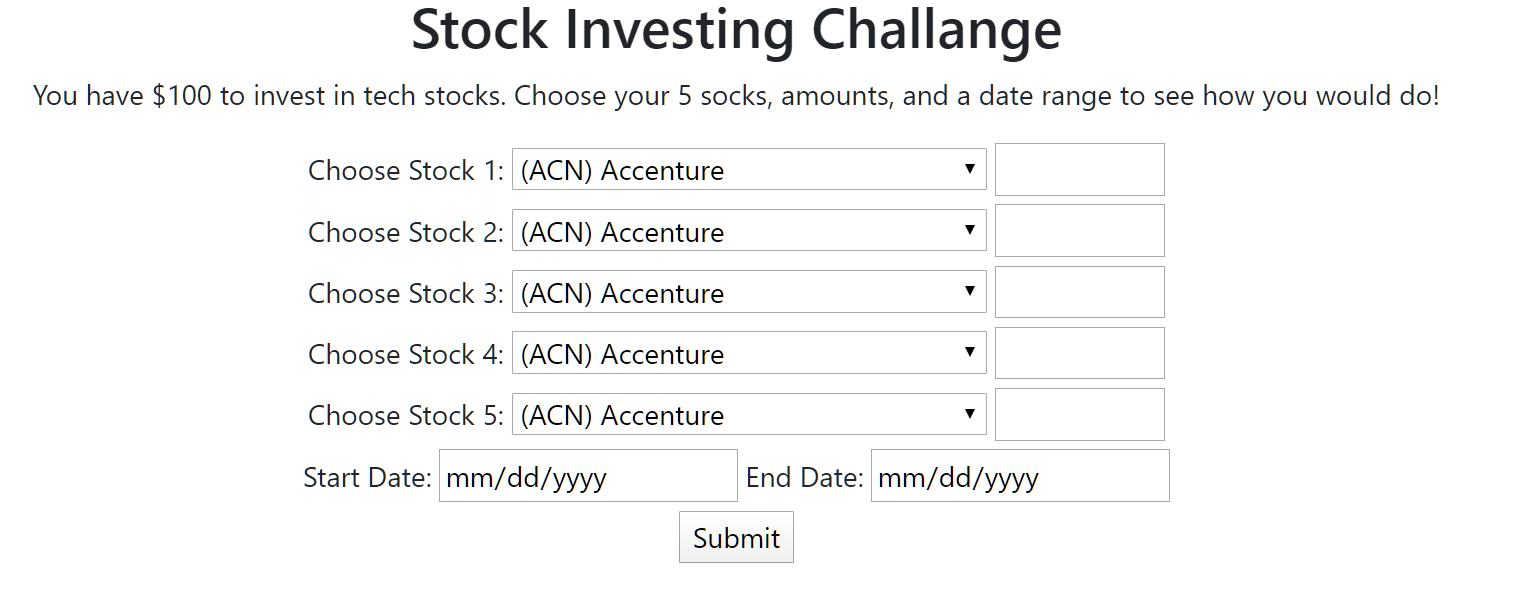 Stock Investing Challange
You have $100 to invest in tech stocks. Choose your 5 socks, amounts, and a date range to see how you would do!
Choose Stock 1: (ACN) Accenture
Choose Stock 2: (ACN) Accenture
Choose Stock 3: (ACN) Accenture
Choose Stock 4: (ACN) Accenture
Choose Stock 5: (ACN) Accenture
Start Date: mm/dd/yyyy End Date: mm/dd/yyyy
Submit